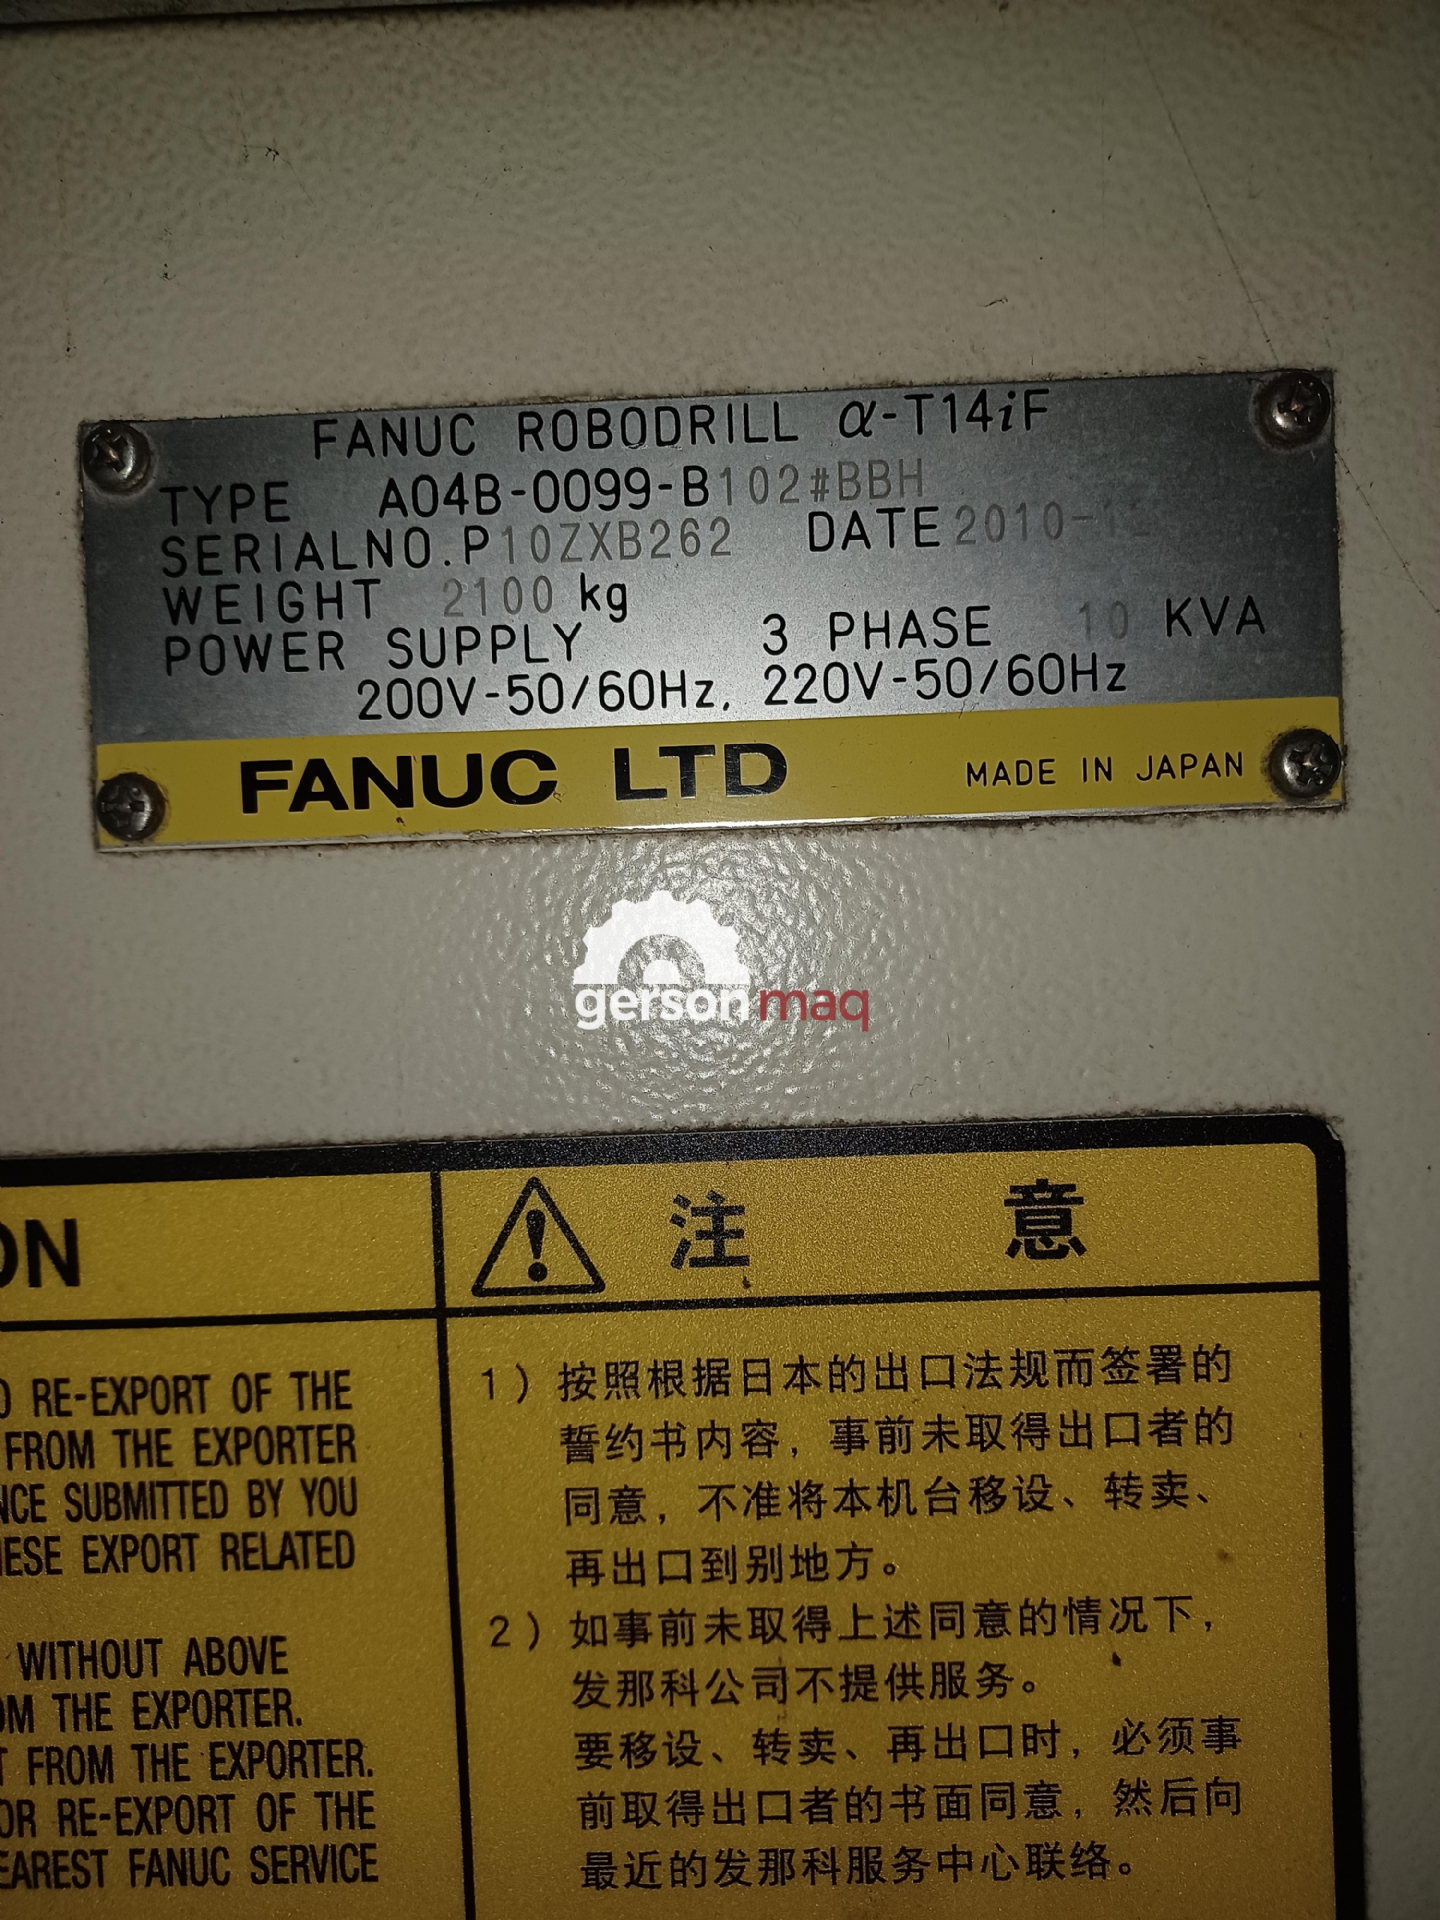 FANUC ROBODRILL α-T14iF
TYPE A04B-0099-B102#BBH
SERIALNO.P10ZXB262 DATE 2010-
WEIGHT 2100 kg
POWER SUPPLY 3 PHASE 10 KVA
200V-50/60Hz, 220V-50/60Hz
FANUC LTD MADE IN JAPAN
gersonmaq
ON
注 意
RE-EXPORT OF THE
FROM THE EXPORTER
NCE SUBMITTED BY YOU
ESE EXPORT RELATED
WITHOUT ABOVE
OM THE EXPORTER.
T FROM THE EXPORTER.
OR RE-EXPORT OF THE
EAREST FANUC SERVICE
1）按照根据日本的出口法规而签署的
誓约书内容，事前未取得出口者的
同意，不准将本机台移设、转卖、
再出口到别地方。
2）如事前未取得上述同意的情况下，
发那科公司不提供服务。
要移设、转卖、再出口时，必须事
前取得出口者的书面同意，然后向
最近的发那科服务中心联络。